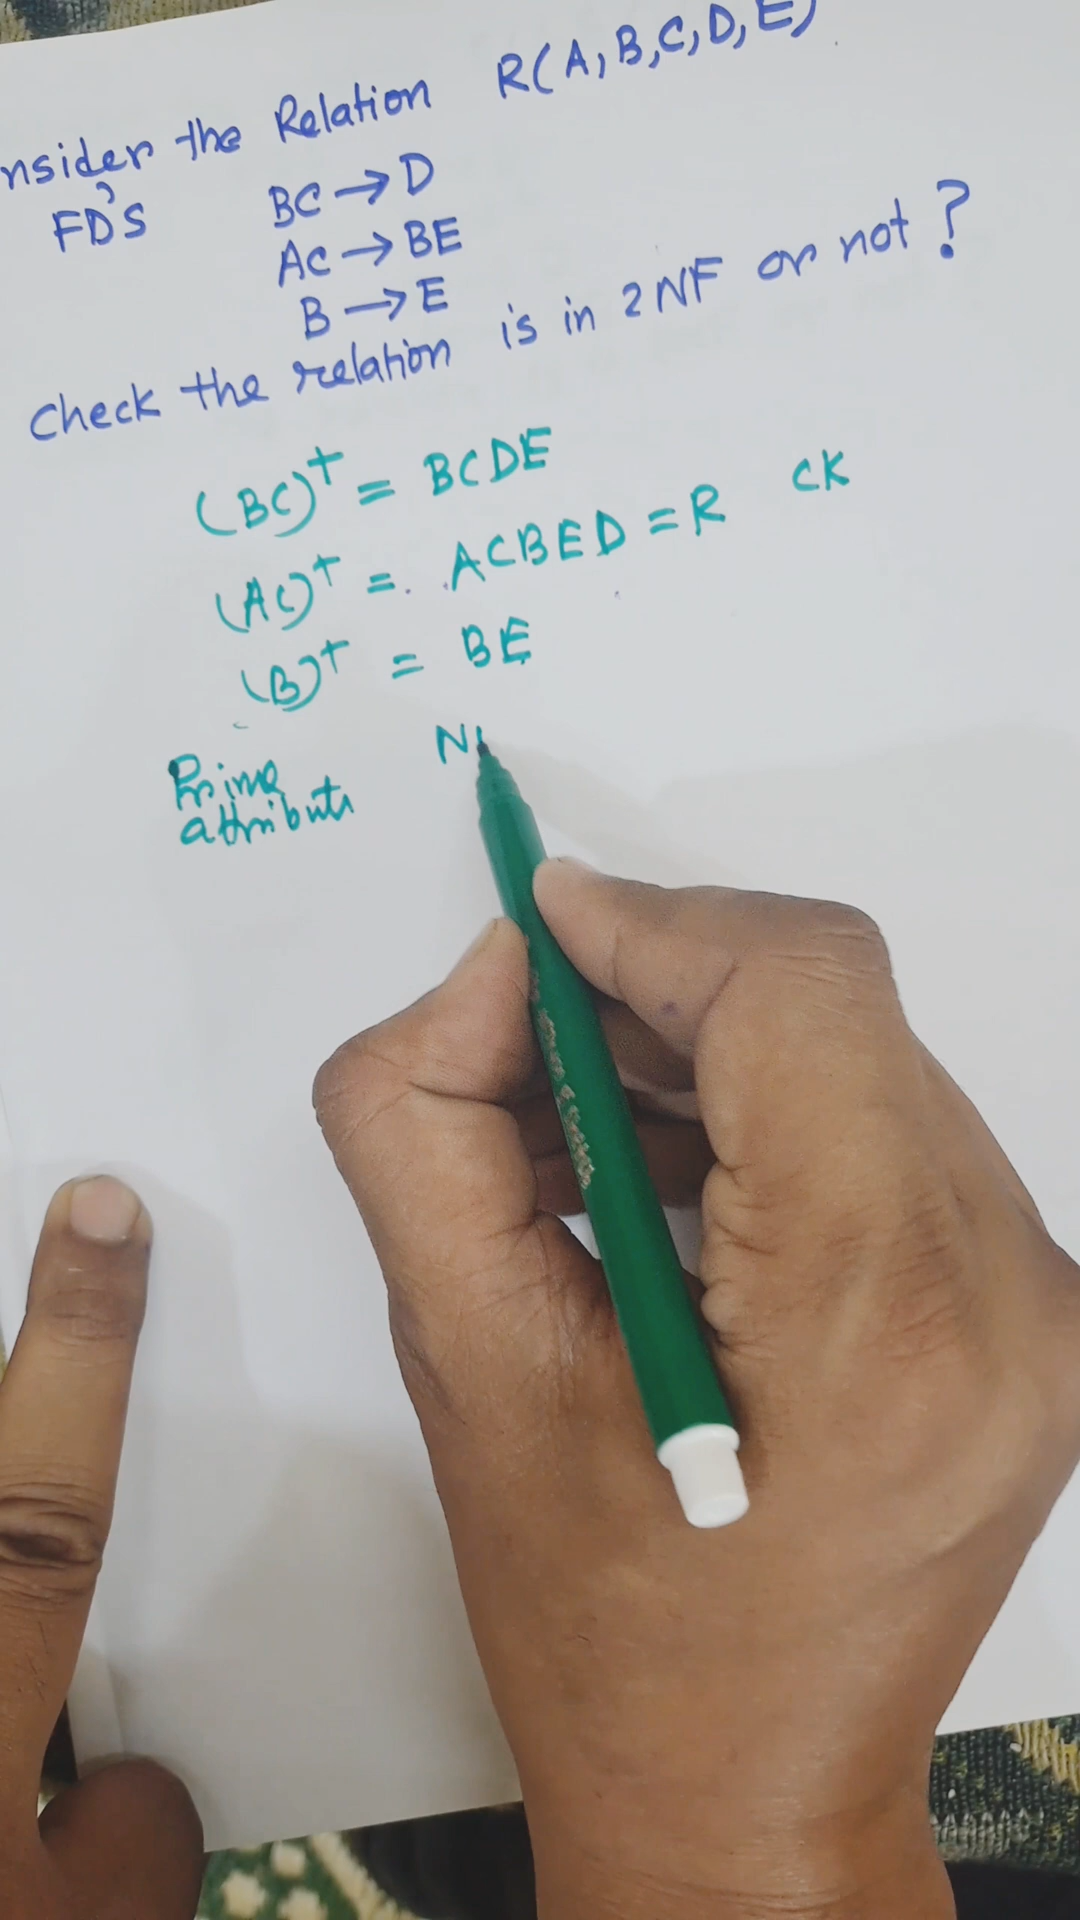 nsider the Relation R(A,B,C,D,E)
FD'S BC → D
AC → BE
B → E
Check the relation is in 2NF or not ?
(BC)+ = BCDE
(AC)+ = ACBED = R CK
(B)+ = BE
Prime
attribute
N